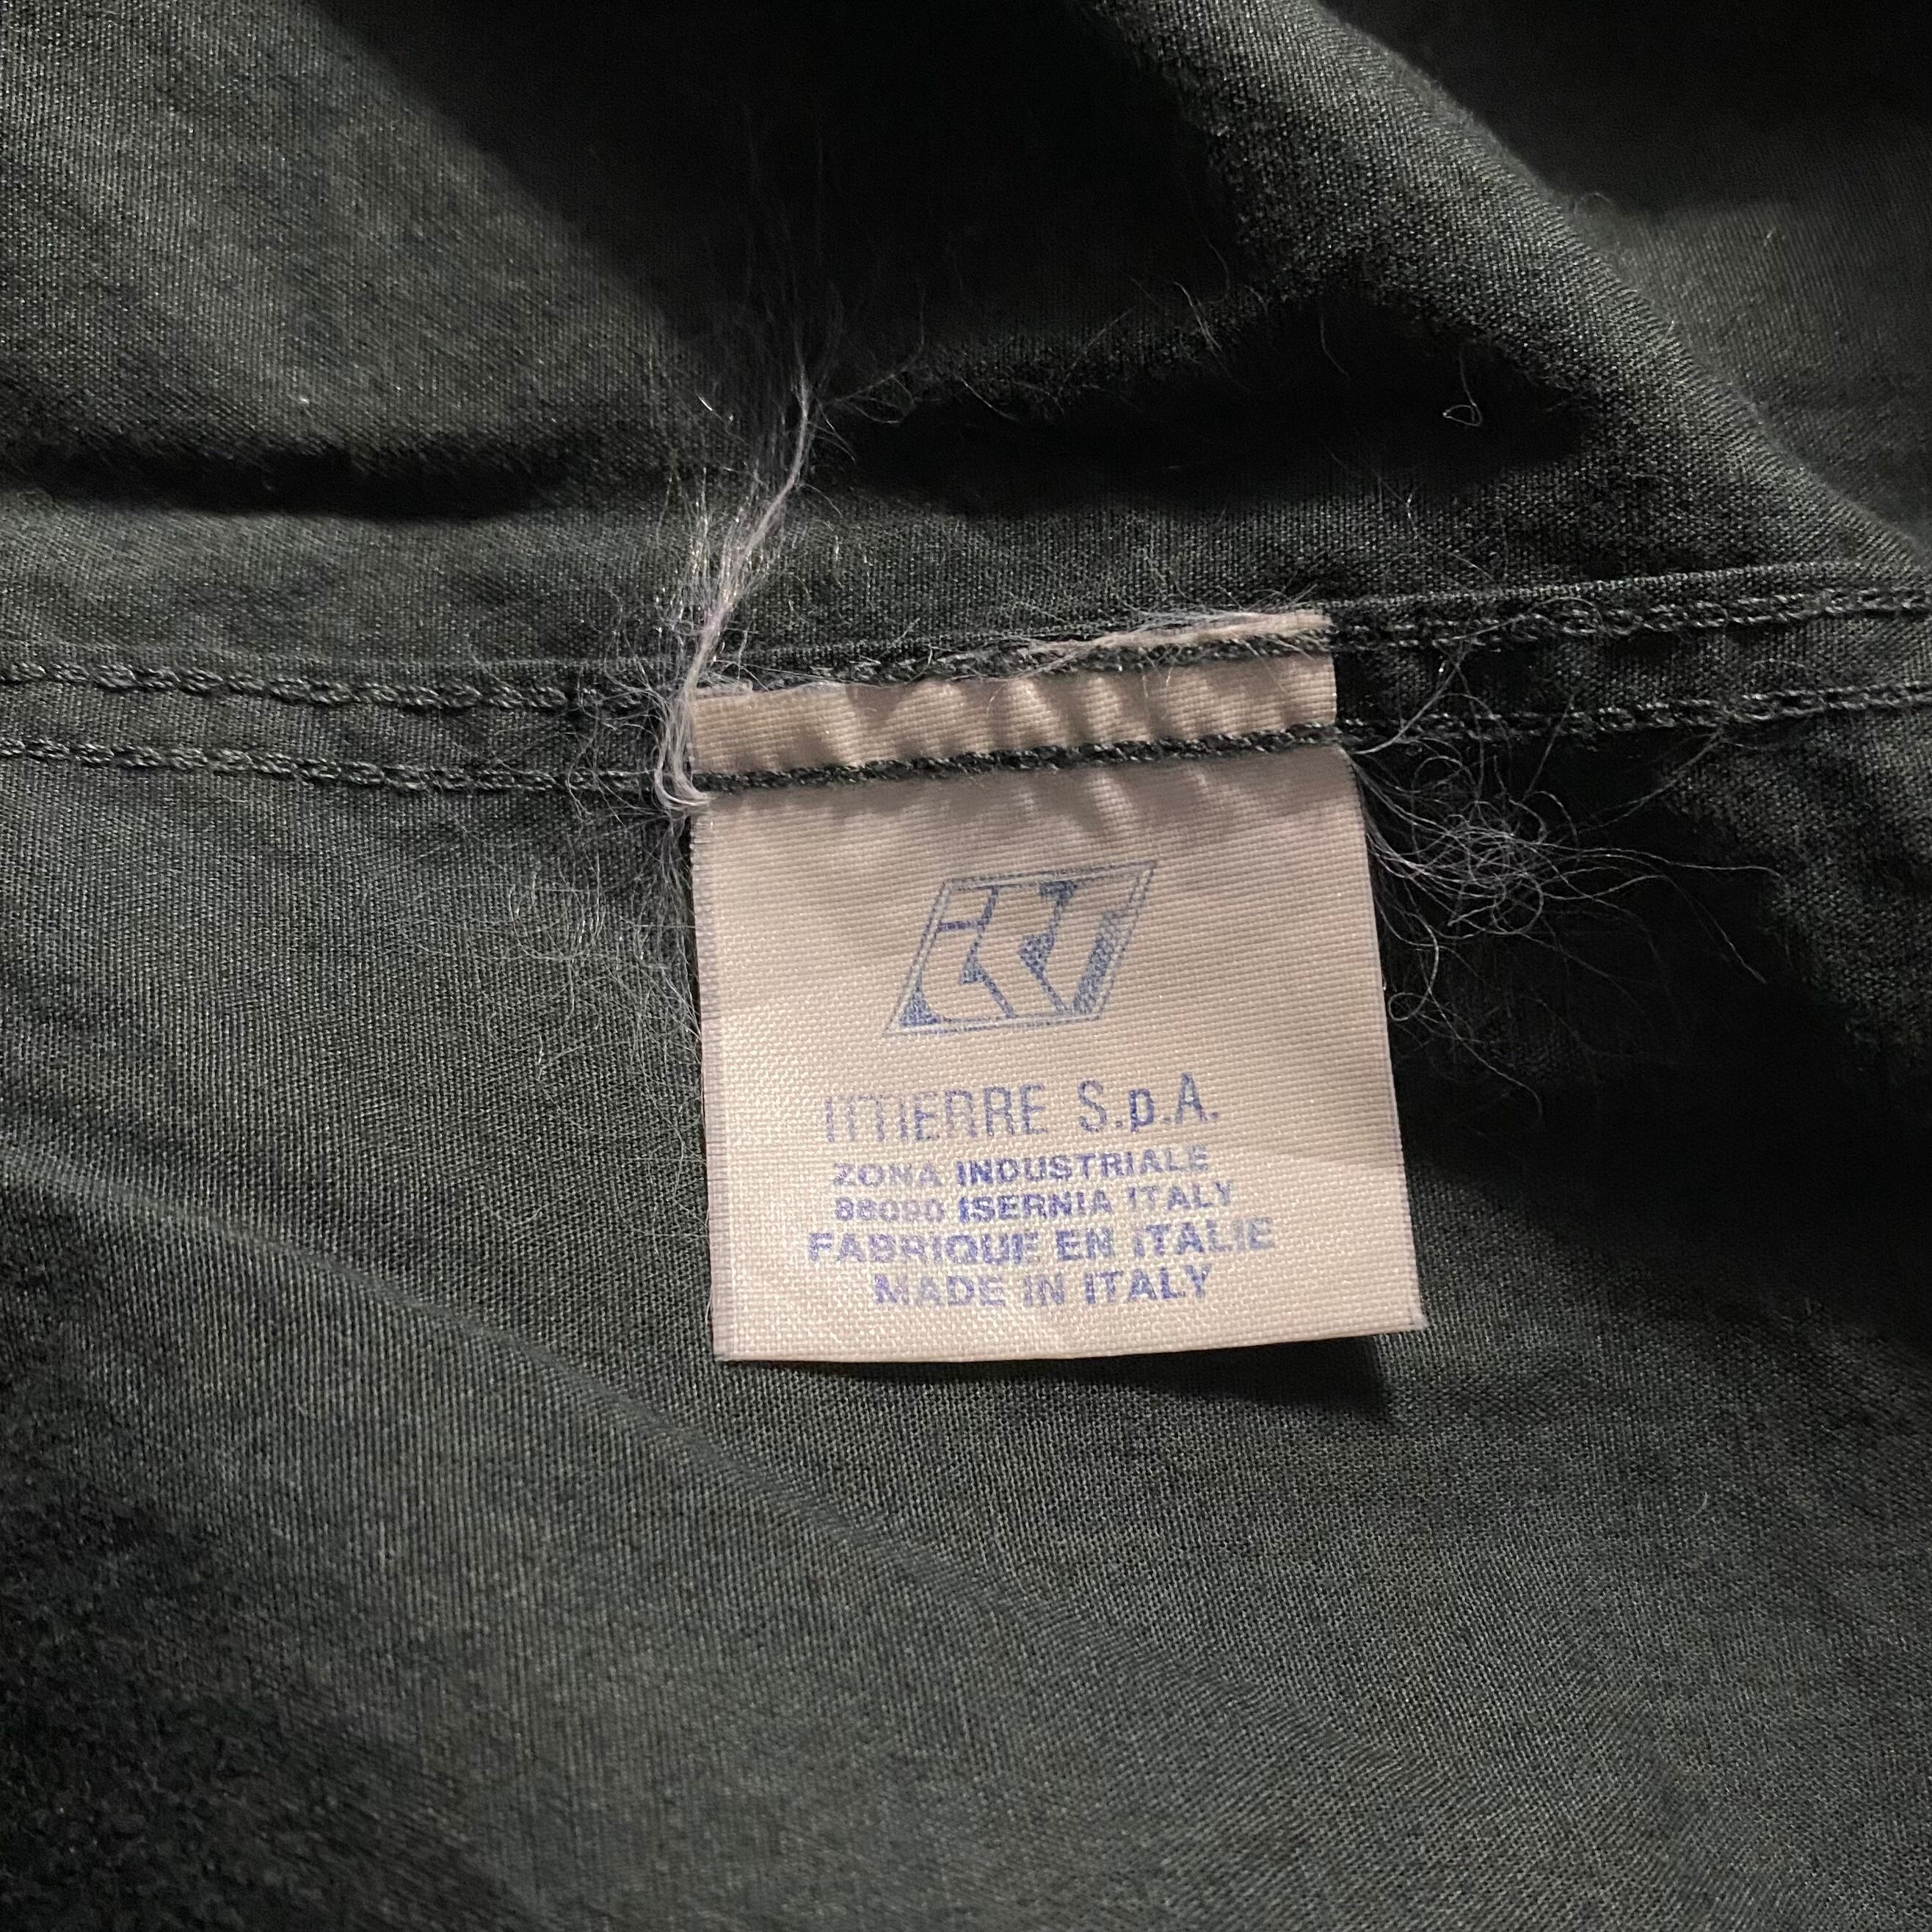 ITTIERRE S.p.A.
ZONA INDUSTRIALE
86090 ISERNIA ITALY
FABRIQUE EN ITALIE
MADE IN ITALY